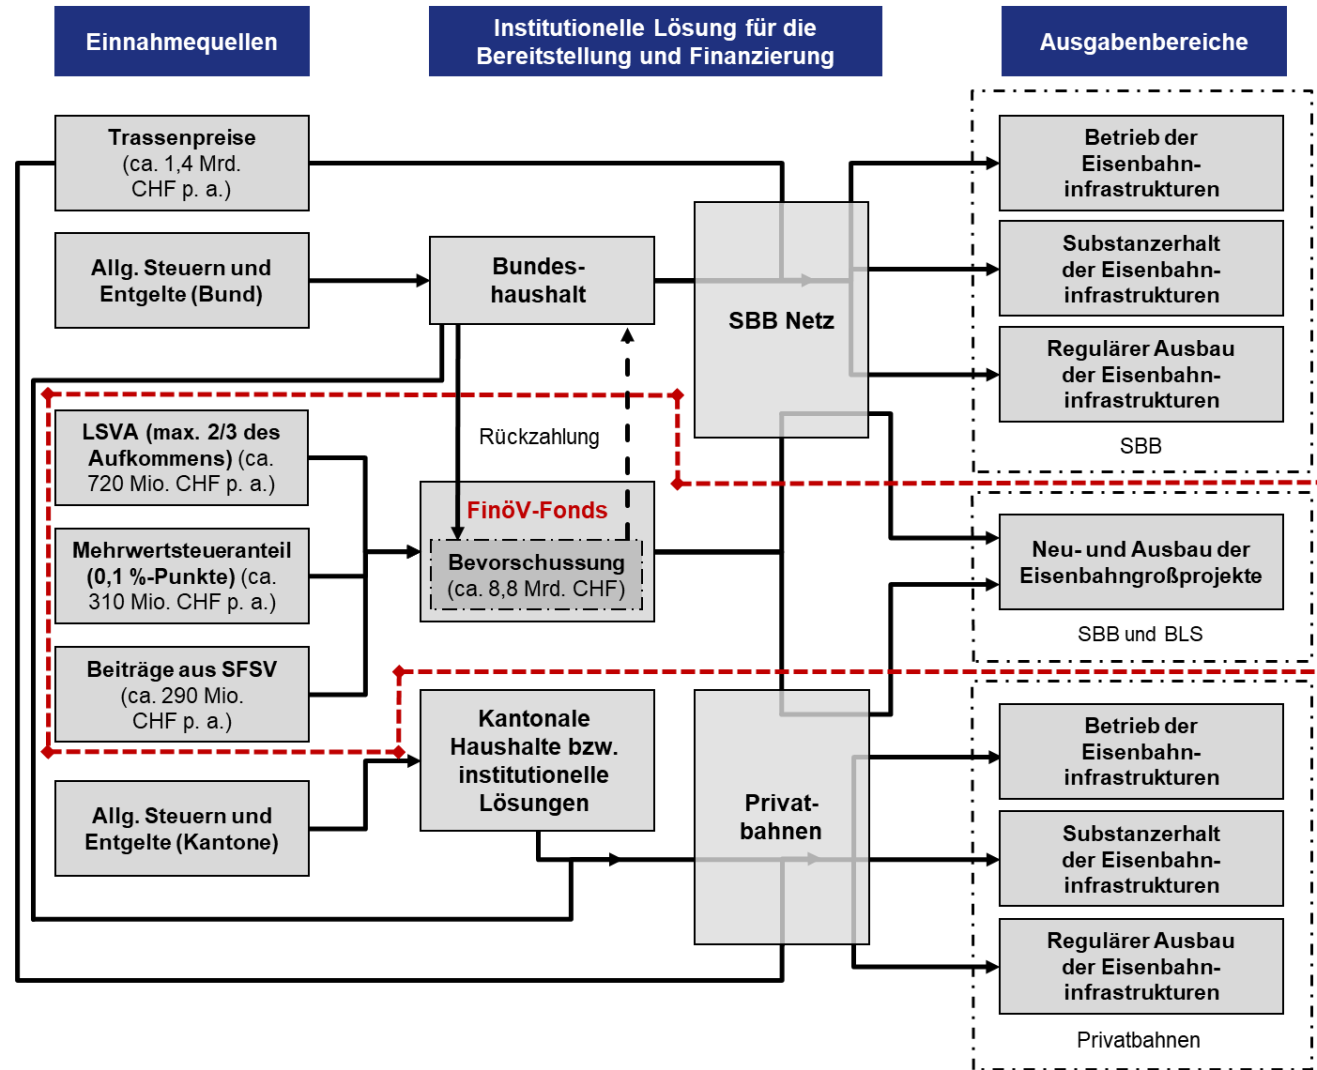 Einnahmequellen
Institutionelle Lösung für die
Bereitstellung und Finanzierung
Ausgabenbereiche
Trassenpreise
(ca. 1,4 Mrd.
CHF p. a.)
Allg. Steuern und
Entgelte (Bund)
LSVA (max. 2/3 des
Aufkommens) (ca.
720 Mio. CHF p. a.)
Mehrwertsteueranteil
(0,1 %-Punkte) (ca.
310 Mio. CHF p. a.)
Beiträge aus SFSV
(ca. 290 Mio.
CHF p. a.)
Allg. Steuern und
Entgelte (Kantone)
Bundes-
haushalt
Rückzahlung
FinöV-Fonds
Bevorschussung
(ca. 8,8 Mrd. CHF)
Kantonale
Haushalte bzw.
institutionelle
Lösungen
SBB Netz
Privat-
bahnen
Betrieb der
Eisenbahn-
infrastrukturen
Substanzerhalt
der Eisenbahn-
infrastrukturen
Regulärer Ausbau
der Eisenbahn-
infrastrukturen
SBB
Neu- und Ausbau der
Eisenbahngroßprojekte
SBB und BLS
Betrieb der
Eisenbahn-
infrastrukturen
Substanzerhalt
der Eisenbahn-
infrastrukturen
Regulärer Ausbau
der Eisenbahn-
infrastrukturen
Privatbahnen